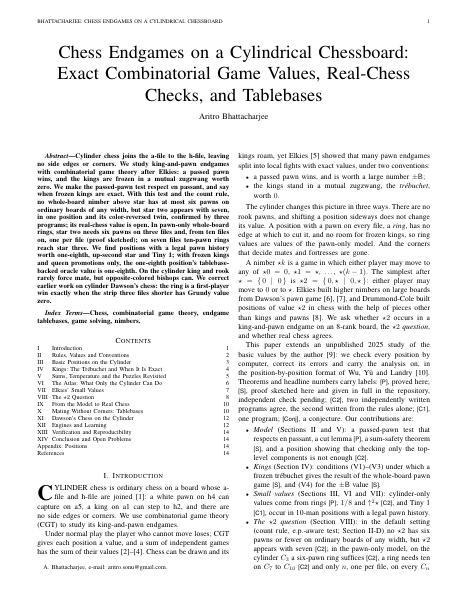 BHATTACHARJEE: CHESS ENDGAMES ON A CYLINDRICAL CHESSBOARD
1
Chess Endgames on a Cylindrical Chessboard:
Exact Combinatorial Game Values, Real-Chess
Checks, and Tablebases
Aritro Bhattacharjee
Abstract—Cylinder chess joins the a-file to the h-file, leaving
no side edges or corners. We study king-and-pawn endgames
with combinatorial game theory after Elkies: a passed pawn
wins, and the kings are frozen in a mutual zugzwang worth
zero. We make the passed-pawn test respect en passant, and say
when frozen kings are exact. With this test and the count rule,
no whole-board nimber above star has at most six pawns on
ordinary boards of any width, but star two appears with seven,
in one position and its color-reversed twin, confirmed by three
programs; its real-chess value is open. In pawn-only whole-board
rings, star two needs six pawns on three files and, from ten files
on, one per file (proof sketched); on seven files ten-pawn rings
reach star three. We find positions with a legal pawn history
worth one-eighth, up-second star and Tiny 1; with frozen kings
and queen promotions only, the one-eighth position's tablebase-
backed oracle value is one-eighth. On the cylinder king and rook
rarely force mate, but opposite-colored bishops can. We correct
earlier work on cylinder Dawson's chess: the ring is a first-player
win exactly when the strip three files shorter has Grundy value
zero.
Index Terms—Chess, combinatorial game theory, endgame
tablebases, game solving, nimbers.
CONTENTS
I Introduction 1
II Rules, Values and Conventions 2
III Basic Positions on the Cylinder 3
IV Kings: The Trébuchet and When It Is Exact 4
V Sums, Temperature and the Puzzles Revisited 5
VI The Atlas: What Only the Cylinder Can Do 6
VII Elkies' Small Values 7
VIII The ⋆2 Question 8
IX From the Model to Real Chess 10
X Mating Without Corners: Tablebases 10
XI Dawson's Chess on the Cylinder 12
XII Engines and Learning 12
XIII Verification and Reproducibility 14
XIV Conclusion and Open Problems 14
Appendix: Positions 14
References 14
I. INTRODUCTION
CYLINDER chess is ordinary chess on a board whose a-
file and h-file are joined [1]: a white pawn on h4 can
capture on a5, a king on a1 can step to h2, and there are
no side edges or corners. We use combinatorial game theory
(CGT) to study its king-and-pawn endgames.
Under normal play the player who cannot move loses; CGT
gives each position a value, and a sum of independent games
has the sum of their values [2]–[4]. Chess can be drawn and its
A. Bhattacharjee, e-mail: aritro.sonu@gmail.com.
kings roam, yet Elkies [5] showed that many pawn endgames
split into local fights with exact values, under two conventions:
• a passed pawn wins, and is worth a large number ±B;
• the kings stand in a mutual zugzwang, the trébuchet,
worth 0.
The cylinder changes this picture in three ways. There are no
rook pawns, and shifting a position sideways does not change
its value. A position with a pawn on every file, a ring, has no
edge at which to cut it, and no room for frozen kings, so ring
values are values of the pawn-only model. And the corners
that decide mates and fortresses are gone.
A nimber ⋆k is a game in which either player may move to
any of ⋆0 = 0, ⋆1 = ⋆, …, ⋆(k−1). The simplest after
⋆ = {0 | 0} is ⋆2 = {0, ⋆ | 0, ⋆}: either player may
move to 0 or to ⋆. Elkies built higher nimbers on large boards
from Dawson's pawn game [6], [7], and Drummond-Cole built
positions of value ⋆2 in chess with the help of pieces other
than kings and pawns [8]. We ask whether ⋆2 occurs in a
king-and-pawn endgame on an 8-rank board, the ⋆2 question,
and whether real chess agrees.
This paper extends an unpublished 2025 study of the
basic values by the author [9]: we check every position by
computer, correct its errors and carry the analysis on, in
the position-by-position format of Wu, Yü and Landry [10].
Theorems and headline numbers carry labels: [P], proved here;
[S], proof sketched here and given in full in the repository,
independent check pending; [C2], two independently written
programs agree, the second written from the rules alone; [C1],
one program; [Conj], a conjecture. Our contributions are:
• Model (Sections II and V): a passed-pawn test that
respects en passant, a cut lemma [P], a sum-safety theorem
[S], and a position showing that checking only the top-
level components is not enough [C2].
• Kings (Section IV): conditions (V1)–(V3) under which a
frozen trébuchet gives the result of the whole-board pawn
game [S], and (V4) for the ±B value [S].
• Small values (Sections III, VI and VII): cylinder-only
values come from rings [P], 1/8 and ↑²⋆ [C2], and Tiny 1
[C1], occur in 10-man positions with a legal pawn history.
• The ⋆2 question (Section VIII): in the default setting
(count rule, e.p.-aware test; Section II-D) no ⋆2 has six
pawns or fewer on ordinary boards of any width, but ⋆2
appears with seven [C2]; in the pawn-only model, on the
cylinder C₃ a six-pawn ring suffices [C2], a ring needs ten
on C₇ to C₁₀ [C2] and only n, one per file, on every Cₙ